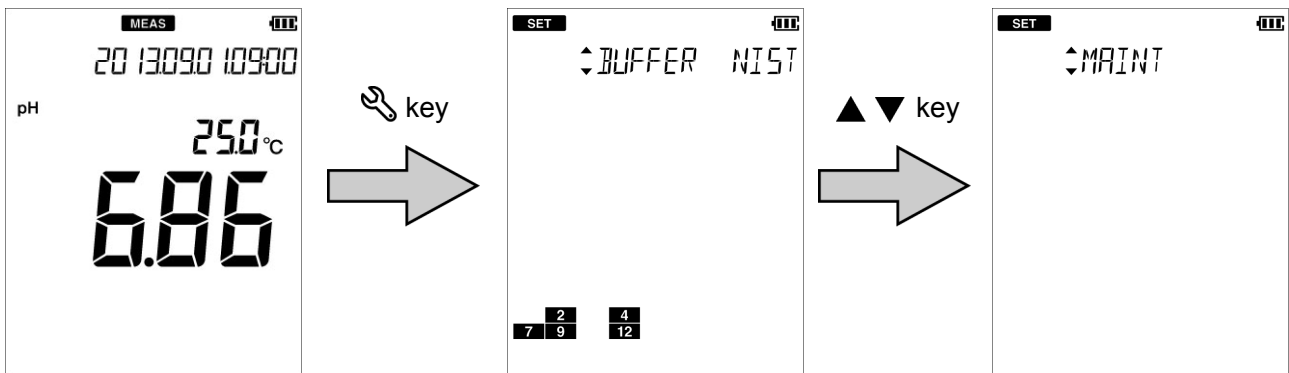 MEAS
2013.09.01.09:00
pH
25.0 °C
6.86
key
SET
BUFFER NIST
2 4
7 9 12
▲ ▼ key
SET
MAINT